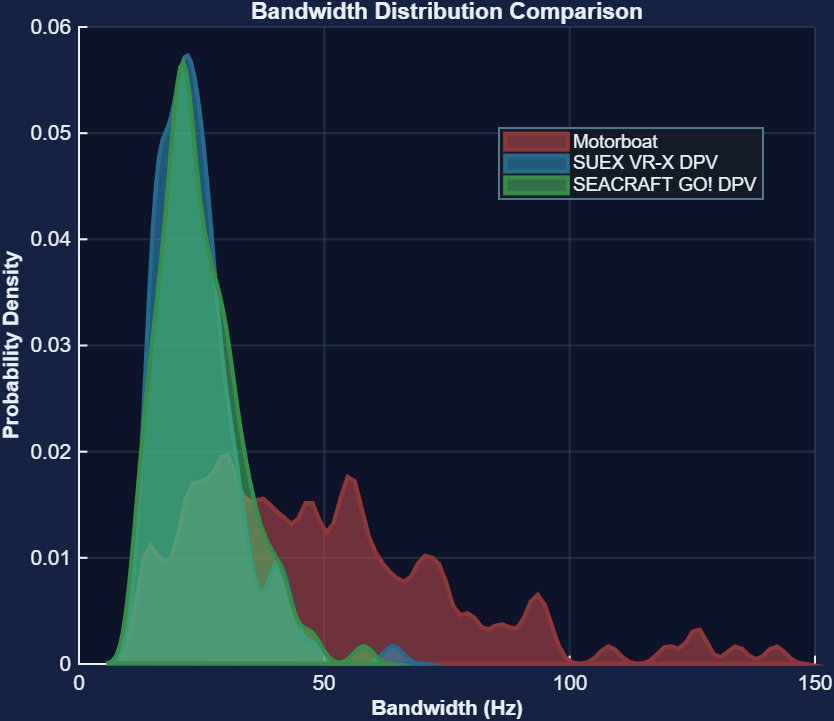 Bandwidth Distribution Comparison
0.06
0.05
0.04
0.03
0.02
0.01
0
Probability Density
Motorboat
SUEX VR-X DPV
SEACRAFT GO! DPV
0 50 100 150
Bandwidth (Hz)